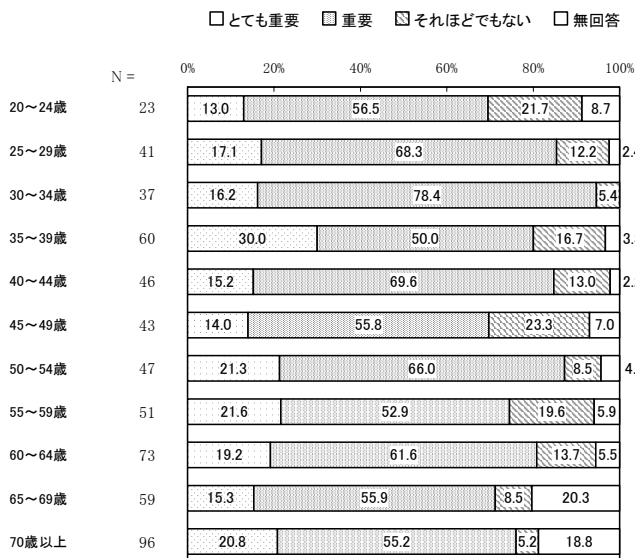 とても重要 重要 それほどでもない 無回答
N = 0% 20% 40% 60% 80% 100%
20～24歳 23 13.0 56.5 21.7 8.7
25～29歳 41 17.1 68.3 12.2 2.4
30～34歳 37 16.2 78.4 5.4
35～39歳 60 30.0 50.0 16.7 3.
40～44歳 46 15.2 69.6 13.0 2.
45～49歳 43 14.0 55.8 23.3 7.0
50～54歳 47 21.3 66.0 8.5 4.
55～59歳 51 21.6 52.9 19.6 5.9
60～64歳 73 19.2 61.6 13.7 5.5
65～69歳 59 15.3 55.9 8.5 20.3
70歳以上 96 20.8 55.2 5.2 18.8